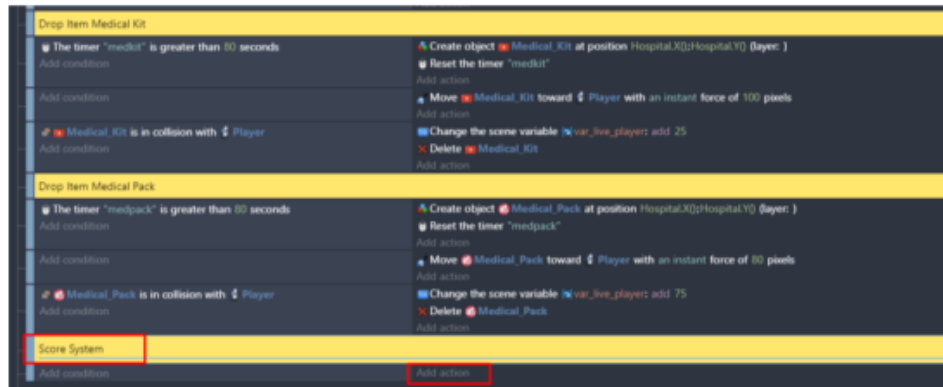 Drop Item Medical Kit
The timer "medkit" is greater than 80 seconds
Add condition
Create object Medical_Kit at position Hospital.X();Hospital.Y() (layer: )
Reset the timer "medkit"
Add action
Add condition
Move Medical_Kit toward Player with an instant force of 100 pixels
Add action
Medical_Kit is in collision with Player
Add condition
Change the scene variable var_live_player: add 25
Delete Medical_Kit
Add action
Drop Item Medical Pack
The timer "medpack" is greater than 80 seconds
Add condition
Create object Medical_Pack at position Hospital.X();Hospital.Y() (layer: )
Reset the timer "medpack"
Add action
Add condition
Move Medical_Pack toward Player with an instant force of 80 pixels
Add action
Medical_Pack is in collision with Player
Add condition
Change the scene variable var_live_player: add 75
Delete Medical_Pack
Add action
Score System
Add condition
Add action